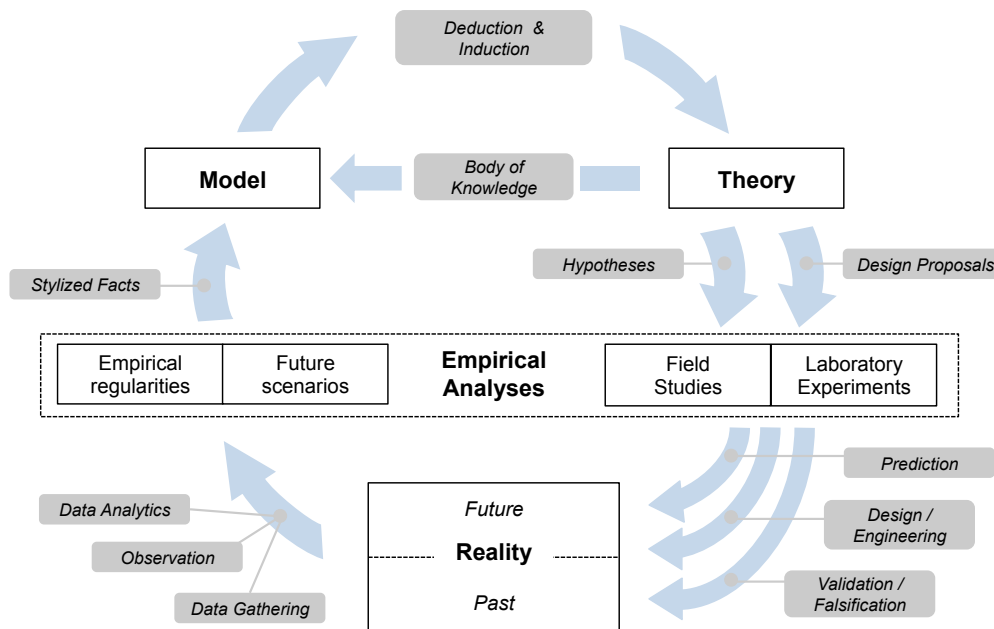 Deduction &
Induction
Model
Body of
Knowledge
Theory
Stylized Facts
Hypotheses
Design Proposals
Empirical
regularities
Future
scenarios
Empirical
Analyses
Field
Studies
Laboratory
Experiments
Prediction
Data Analytics
Future
Design /
Engineering
Observation
Reality
Data Gathering
Past
Validation /
Falsification